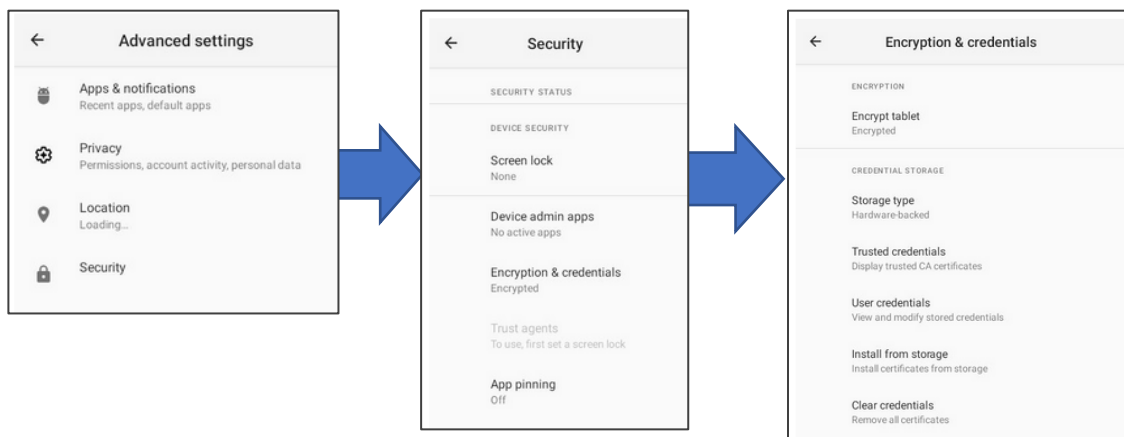 Advanced settings
Apps & notifications
Recent apps, default apps
Privacy
Permissions, account activity, personal data
Location
Loading...
Security
Security
SECURITY STATUS
DEVICE SECURITY
Screen lock
None
Device admin apps
No active apps
Encryption & credentials
Encrypted
Trust agents
To use, first set a screen lock
App pinning
Off
Encryption & credentials
ENCRYPTION
Encrypt tablet
Encrypted
CREDENTIAL STORAGE
Storage type
Hardware-backed
Trusted credentials
Display trusted CA certificates
User credentials
View and modify stored credentials
Install from storage
Install certificates from storage
Clear credentials
Remove all certificates